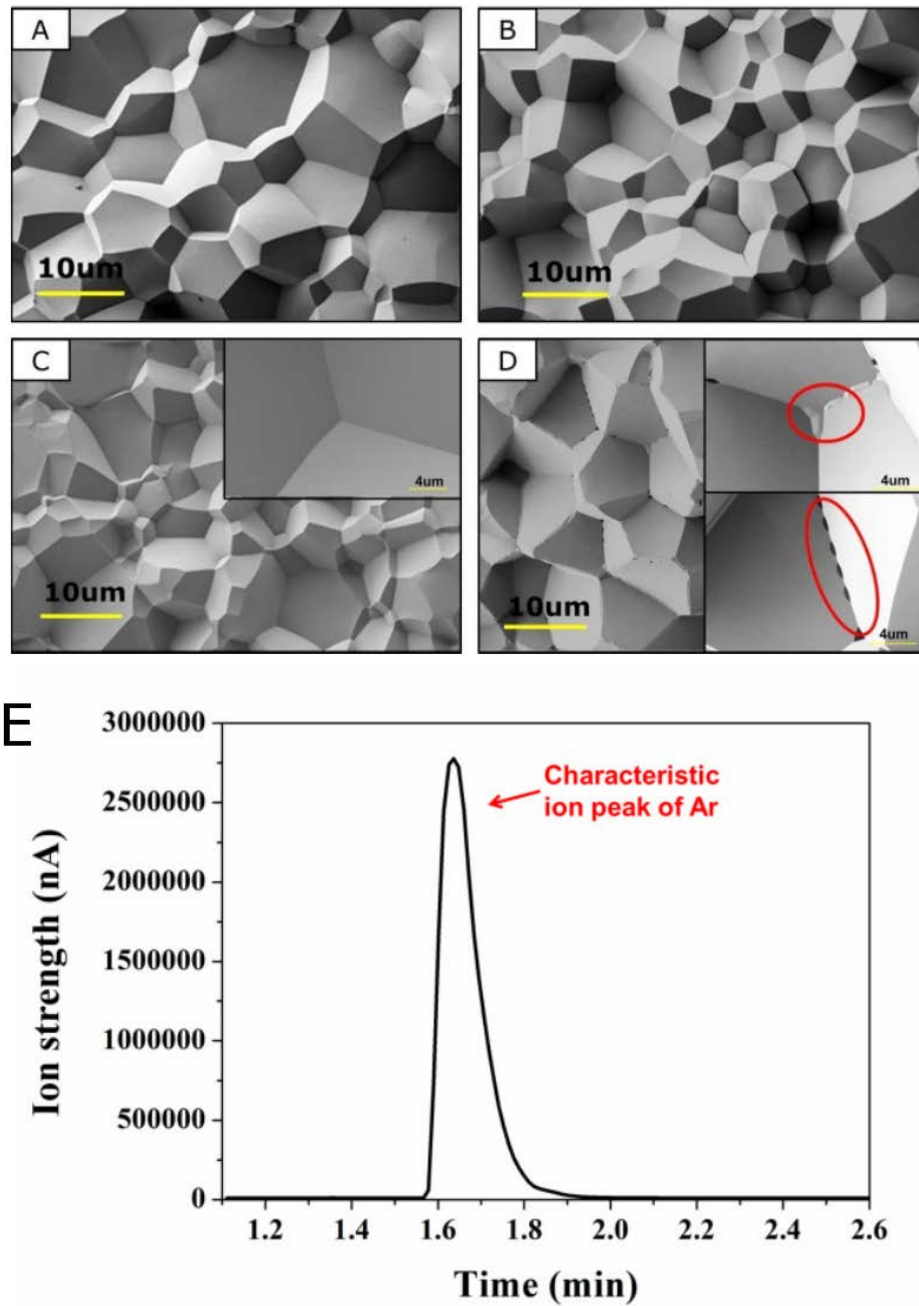 A
B
10um
10um
C
D
4um
4um
10um
10um
4um
E
3000000
2500000
2000000
1500000
1000000
500000
0
Characteristic
ion peak of Ar
Ion strength (nA)
1.2 1.4 1.6 1.8 2.0 2.2 2.4 2.6
Time (min)